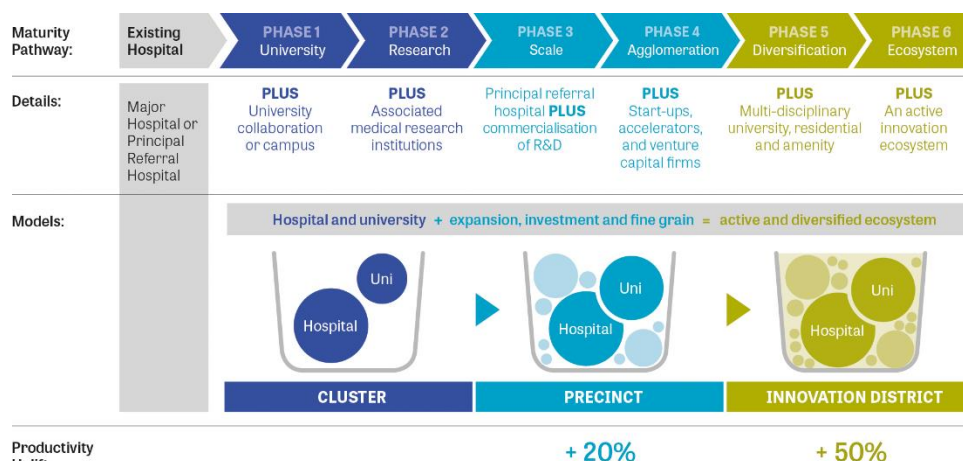 Maturity Pathway:
Existing Hospital
PHASE 1 University
PHASE 2 Research
PHASE 3 Scale
PHASE 4 Agglomeration
PHASE 5 Diversification
PHASE 6 Ecosystem
Details:
Major
Hospital or
Principal
Referral
Hospital
PLUS
University
collaboration
or campus
PLUS
Associated
medical research
institutions
Principal referral
hospital PLUS
commercialisation
of R&D
PLUS
Start-ups,
accelerators,
and venture
capital firms
PLUS
Multi-disciplinary
university, residential
and amenity
PLUS
An active
innovation
ecosystem
Models:
Hospital and university + expansion, investment and fine grain = active and diversified ecosystem
Uni
Hospital
Uni
Hospital
Uni
Hospital
CLUSTER
PRECINCT
INNOVATION DISTRICT
Productivity
+ 20%
+ 50%